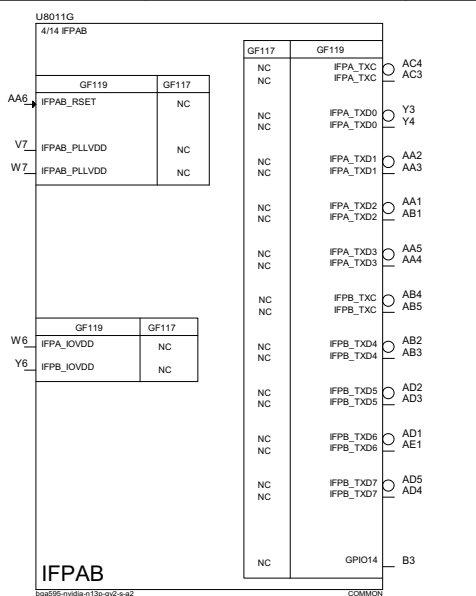 U8011G
4/14 IFPAB
GF119 GF117
AA6 IFPAB_RSET NC
V7 IFPAB_PLLVDD NC
W7 IFPAB_PLLVDD NC
GF119 GF117
W6 IFPA_IOVDD NC
Y6 IFPB_IOVDD NC
GF117 GF119
NC IFPA_TXC AC4
NC IFPA_TXC AC3
NC IFPA_TXD0 Y3
NC IFPA_TXD0 Y4
NC IFPA_TXD1 AA2
NC IFPA_TXD1 AA3
NC IFPA_TXD2 AA1
NC IFPA_TXD2 AB1
NC IFPA_TXD3 AA5
NC IFPA_TXD3 AA4
NC IFPB_TXC AB4
NC IFPB_TXC AB5
NC IFPB_TXD4 AB2
NC IFPB_TXD4 AB3
NC IFPB_TXD5 AD2
NC IFPB_TXD5 AD3
NC IFPB_TXD6 AD1
NC IFPB_TXD6 AE1
NC IFPB_TXD7 AD5
NC IFPB_TXD7 AD4
NC GPIO14 B3
IFPAB
bga595-nvidia-n13p-gv2-s-a2 COMMON